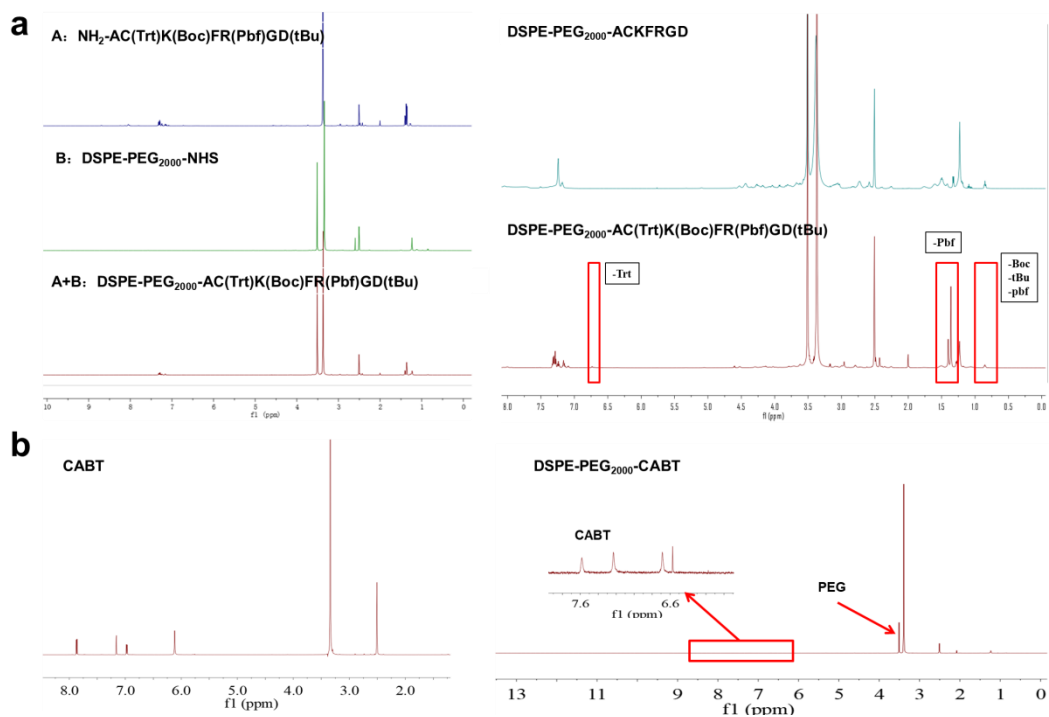 a
A: NH₂-AC(Trt)K(Boc)FR(Pbf)GD(tBu)
B: DSPE-PEG₂₀₀₀-NHS
A+B: DSPE-PEG₂₀₀₀-AC(Trt)K(Boc)FR(Pbf)GD(tBu)
10 9 8 7 6 5 4 3 2 1 0
f1 (ppm)
DSPE-PEG₂₀₀₀-ACKFRGD
DSPE-PEG₂₀₀₀-AC(Trt)K(Boc)FR(Pbf)GD(tBu)
-Trt
-Pbf
-Boc
-tBu
-pbf
8.0 7.5 7.0 6.5 6.0 5.5 5.0 4.5 4.0 3.5 3.0 2.5 2.0 1.5 1.0 0.5 0.0
f1 (ppm)
b
CABT
8.0 7.0 6.0 5.0 4.0 3.0 2.0
f1 (ppm)
DSPE-PEG₂₀₀₀-CABT
CABT
7.6 6.6
f1 (ppm)
PEG
13 11 10 9 8 7 6 5 4 3 2 1 0
f1 (ppm)